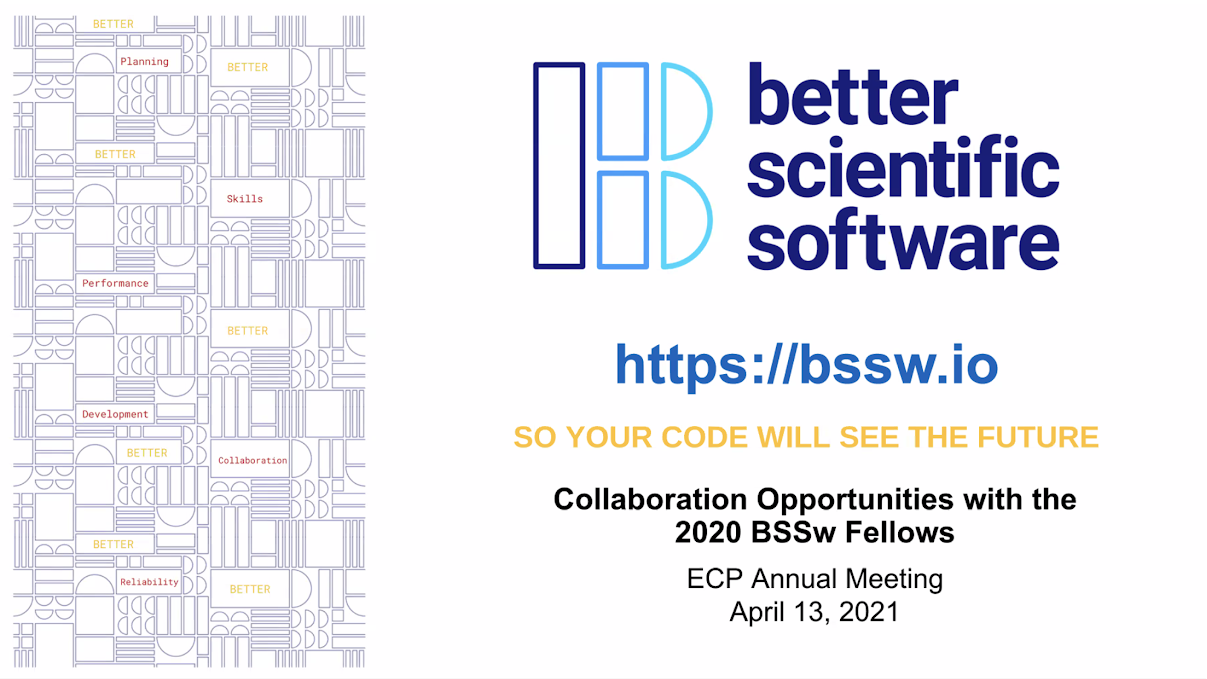 BETTER
Planning
BETTER
BETTER
Skills
Performance
BETTER
Development
BETTER
Collaboration
BETTER
Reliability
BETTER
better
scientific
software
https://bssw.io
SO YOUR CODE WILL SEE THE FUTURE
Collaboration Opportunities with the
2020 BSSw Fellows
ECP Annual Meeting
April 13, 2021